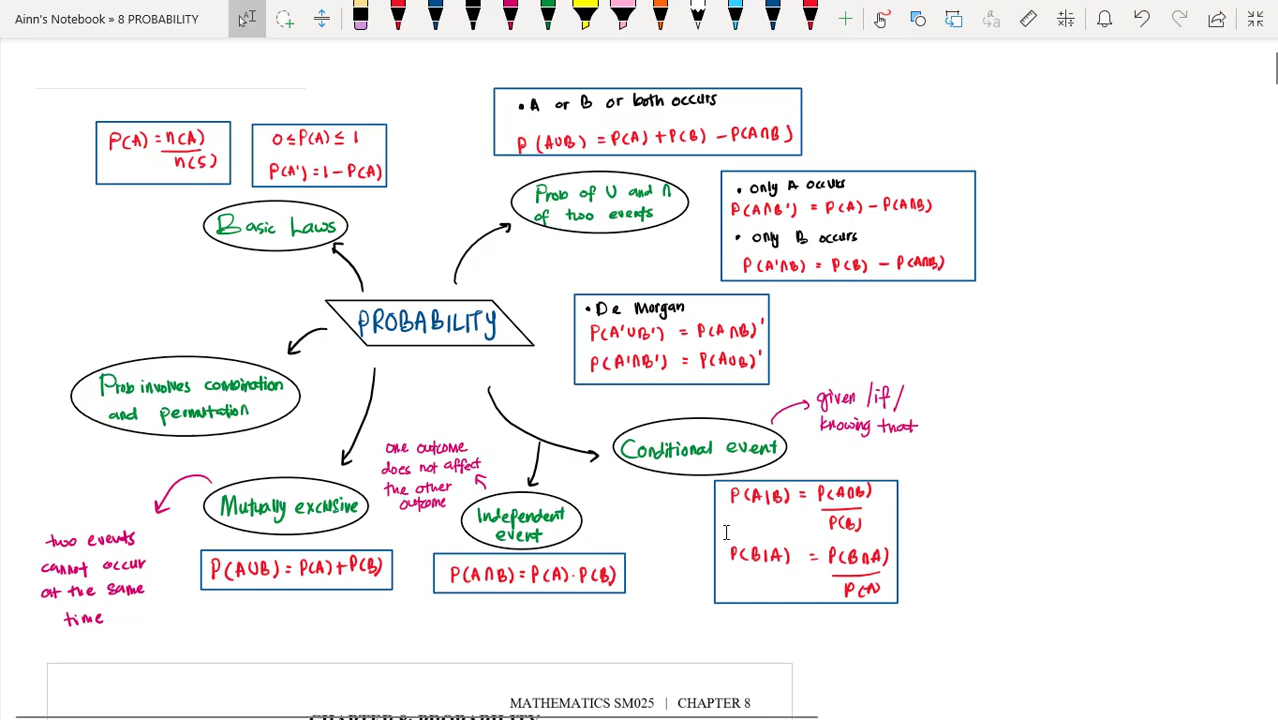 Ainn's Notebook » 8 PROBABILITY
P(A) = n(A)
n(S)
0 ≤ P(A) ≤ 1
P(A') = 1 - P(A)
Basic Laws
• A or B or both occurs
P(A∪B) = P(A) + P(B) - P(A∩B)
Prob of U and ∩
of two events
• only A occurs
P(A∩B') = P(A) - P(A∩B)
• only B occurs
P(A'∩B) = P(B) - P(A∩B)
PROBABILITY
• De Morgan
P(A'∪B') = P(A∩B)'
P(A'∩B') = P(A∪B)'
Prob involves combination
and permutation
given /if/
knowing that
Conditional event
P(A|B) = P(A∩B)
P(B)
P(B|A) = P(B∩A)
P(A)
one outcome
does not affect
the other
outcome
Independent
event
P(A∩B) = P(A) · P(B)
Mutually exclusive
P(A∪B) = P(A) + P(B)
two events
cannot occur
at the same
time
MATHEMATICS SM025 | CHAPTER 8
CHAPTER 8: PROBABILITY